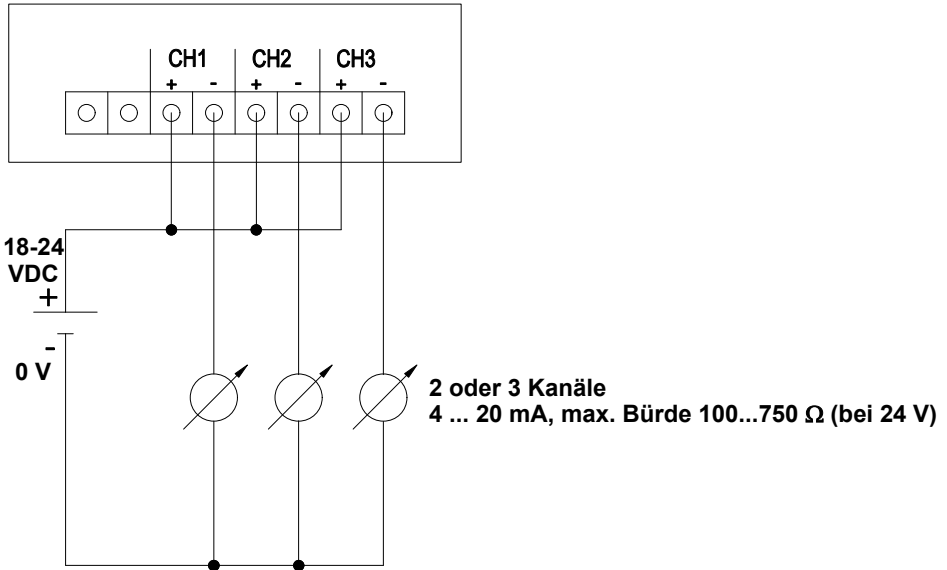 CH1 CH2 CH3
+ - + - + -
18-24
VDC
+
-
0 V
2 oder 3 Kanäle
4 ... 20 mA, max. Bürde 100...750 Ω (bei 24 V)